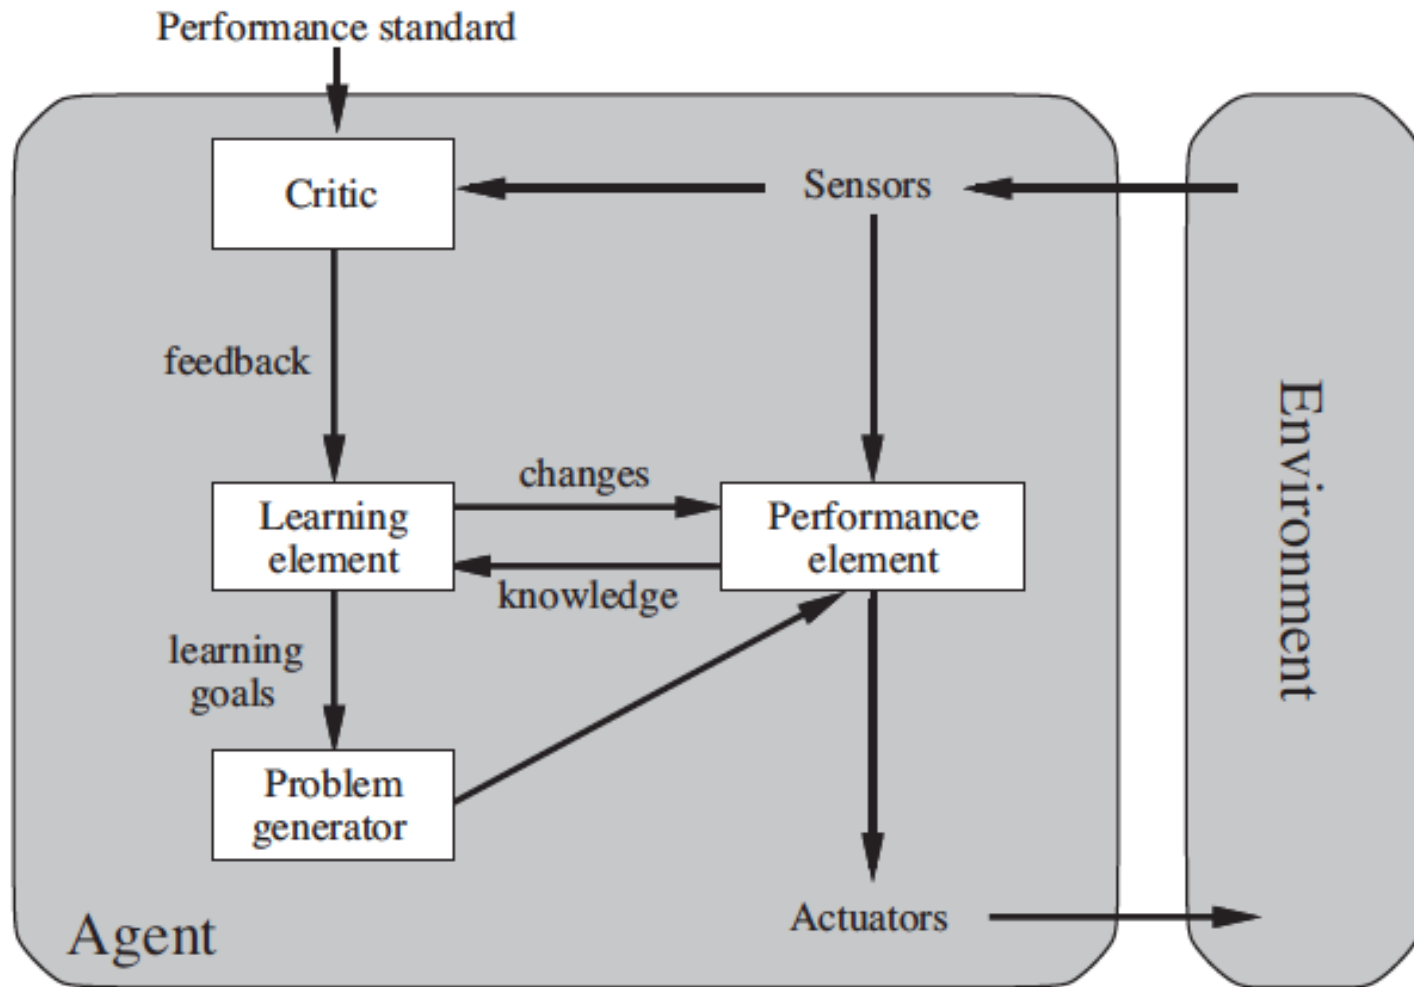 Performance standard
Critic
Sensors
feedback
changes
Learning
element
Performance
element
knowledge
learning
goals
Problem
generator
Actuators
Agent
Environment